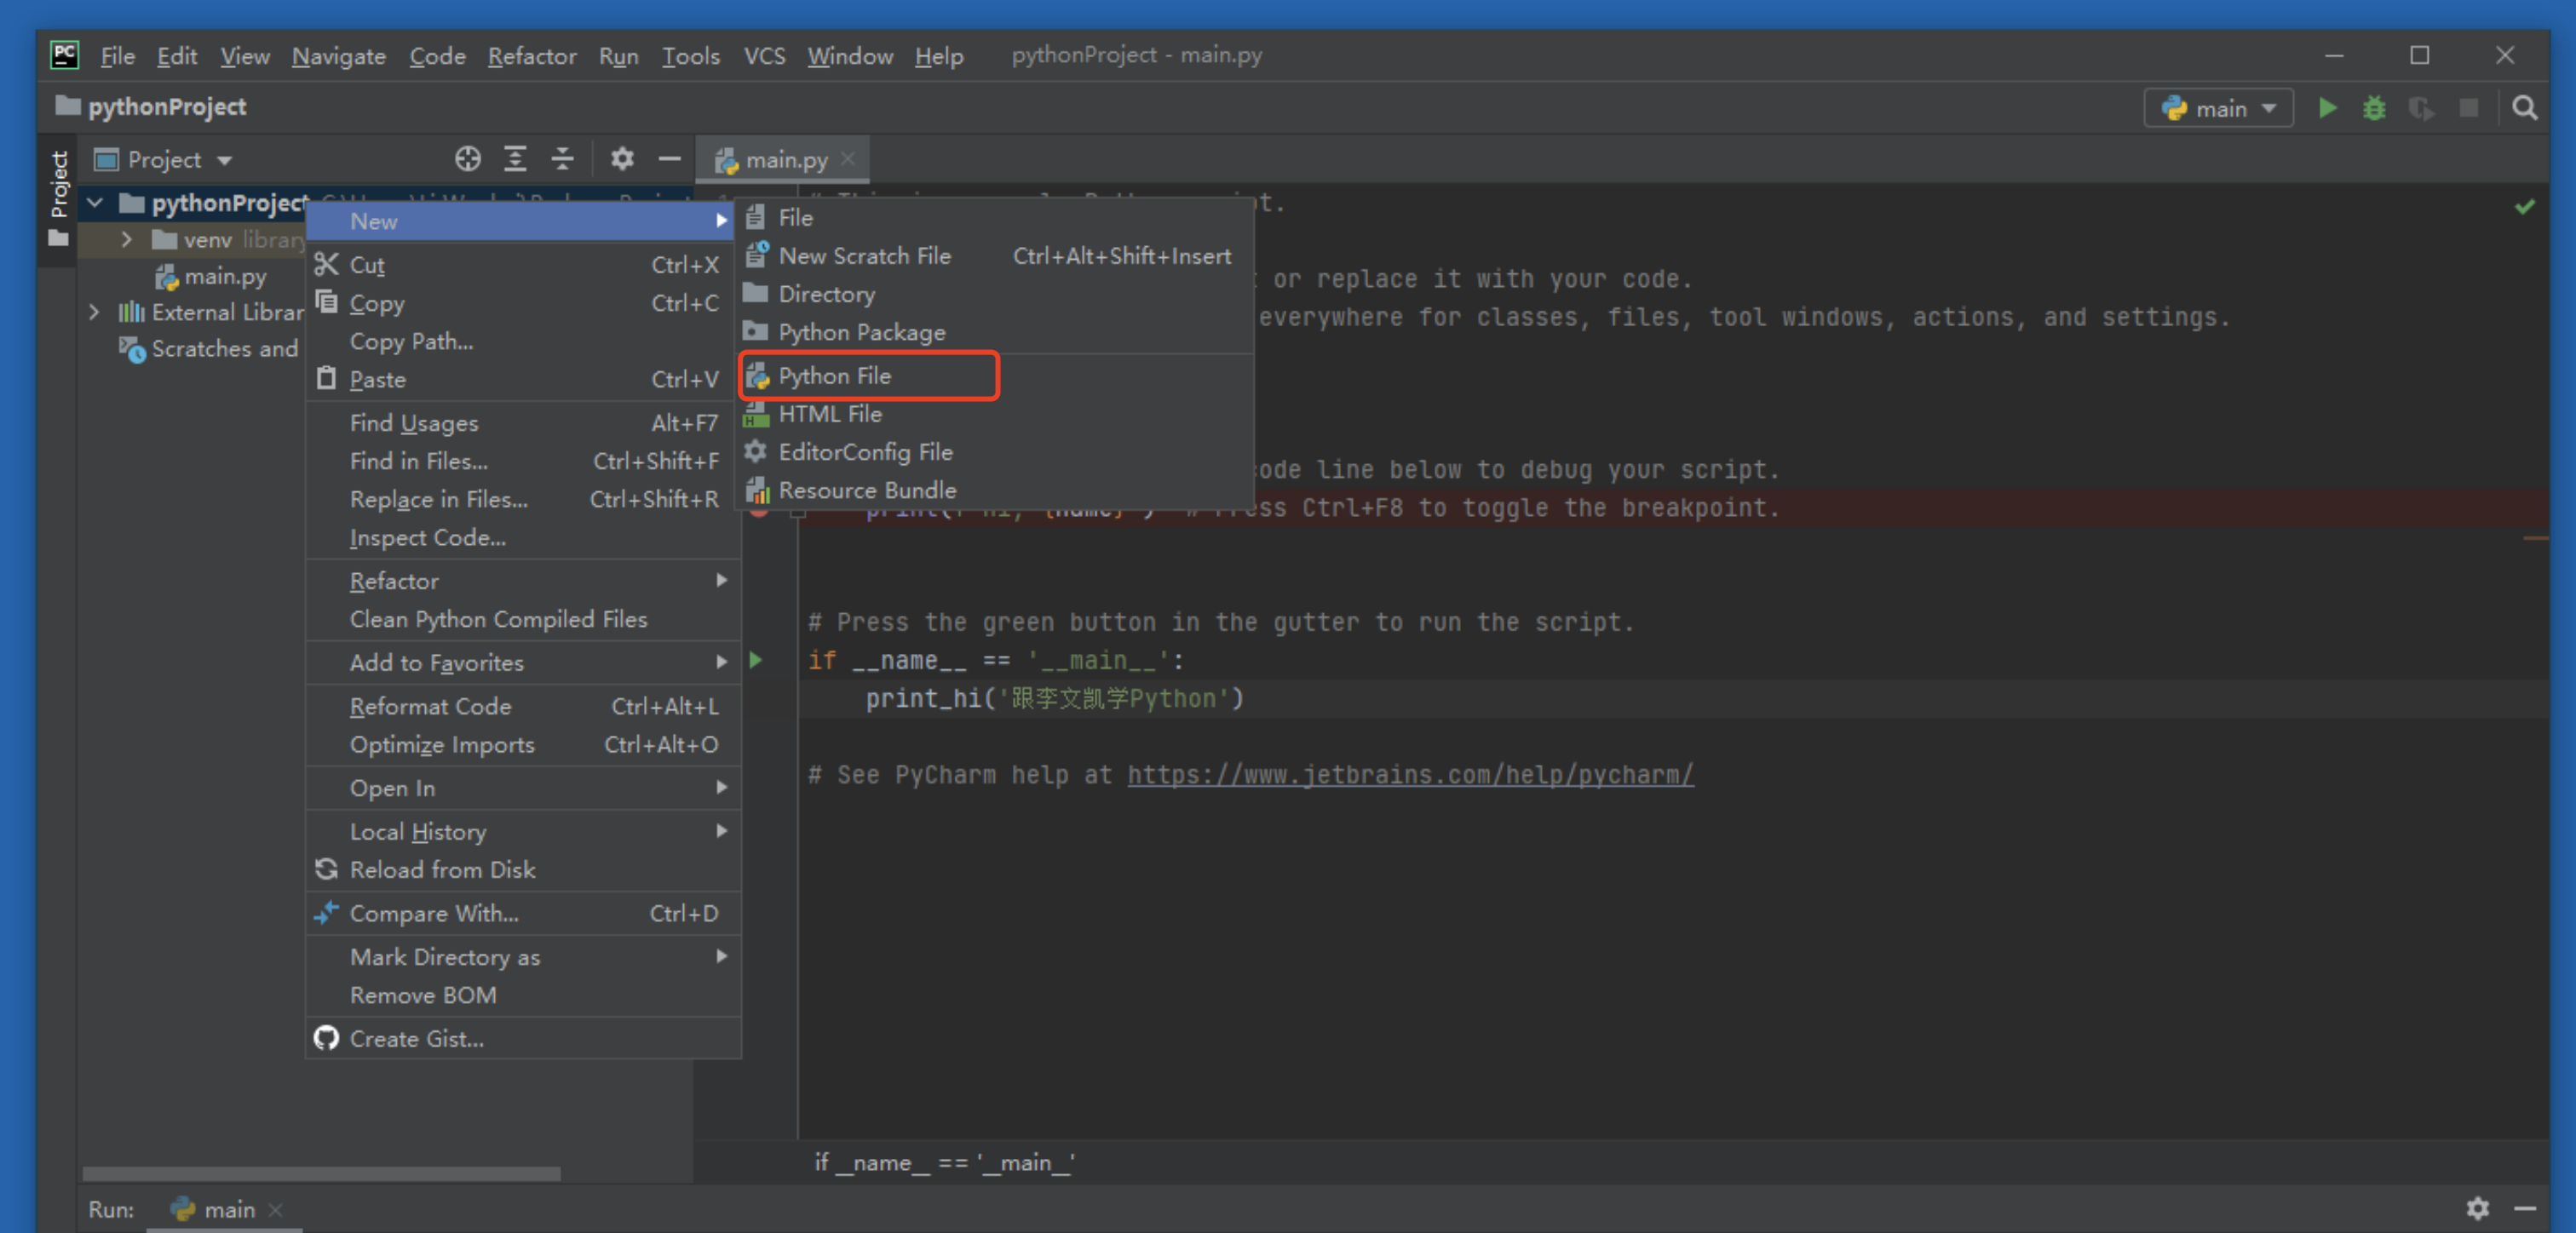 PC File Edit View Navigate Code Refactor Run Tools VCS Window Help pythonProject - main.py
pythonProject
main
Project
Project
main.py
pythonProject
venv library
main.py
External Librar
Scratches and
New
Cut Ctrl+X
Copy Ctrl+C
Copy Path...
Paste Ctrl+V
Find Usages Alt+F7
Find in Files... Ctrl+Shift+F
Replace in Files... Ctrl+Shift+R
Inspect Code...
Refactor
Clean Python Compiled Files
Add to Favorites
Reformat Code Ctrl+Alt+L
Optimize Imports Ctrl+Alt+O
Open In
Local History
Reload from Disk
Compare With... Ctrl+D
Mark Directory as
Remove BOM
Create Gist...
File
New Scratch File Ctrl+Alt+Shift+Insert
Directory
Python Package
Python File
HTML File
EditorConfig File
Resource Bundle
or replace it with your code.
everywhere for classes, files, tool windows, actions, and settings.
ode line below to debug your script.
ess Ctrl+F8 to toggle the breakpoint.
# Press the green button in the gutter to run the script.
if __name__ == '__main__':
print_hi('跟李文凯学Python')
# See PyCharm help at https://www.jetbrains.com/help/pycharm/
if __name__ == '__main__'
Run: main